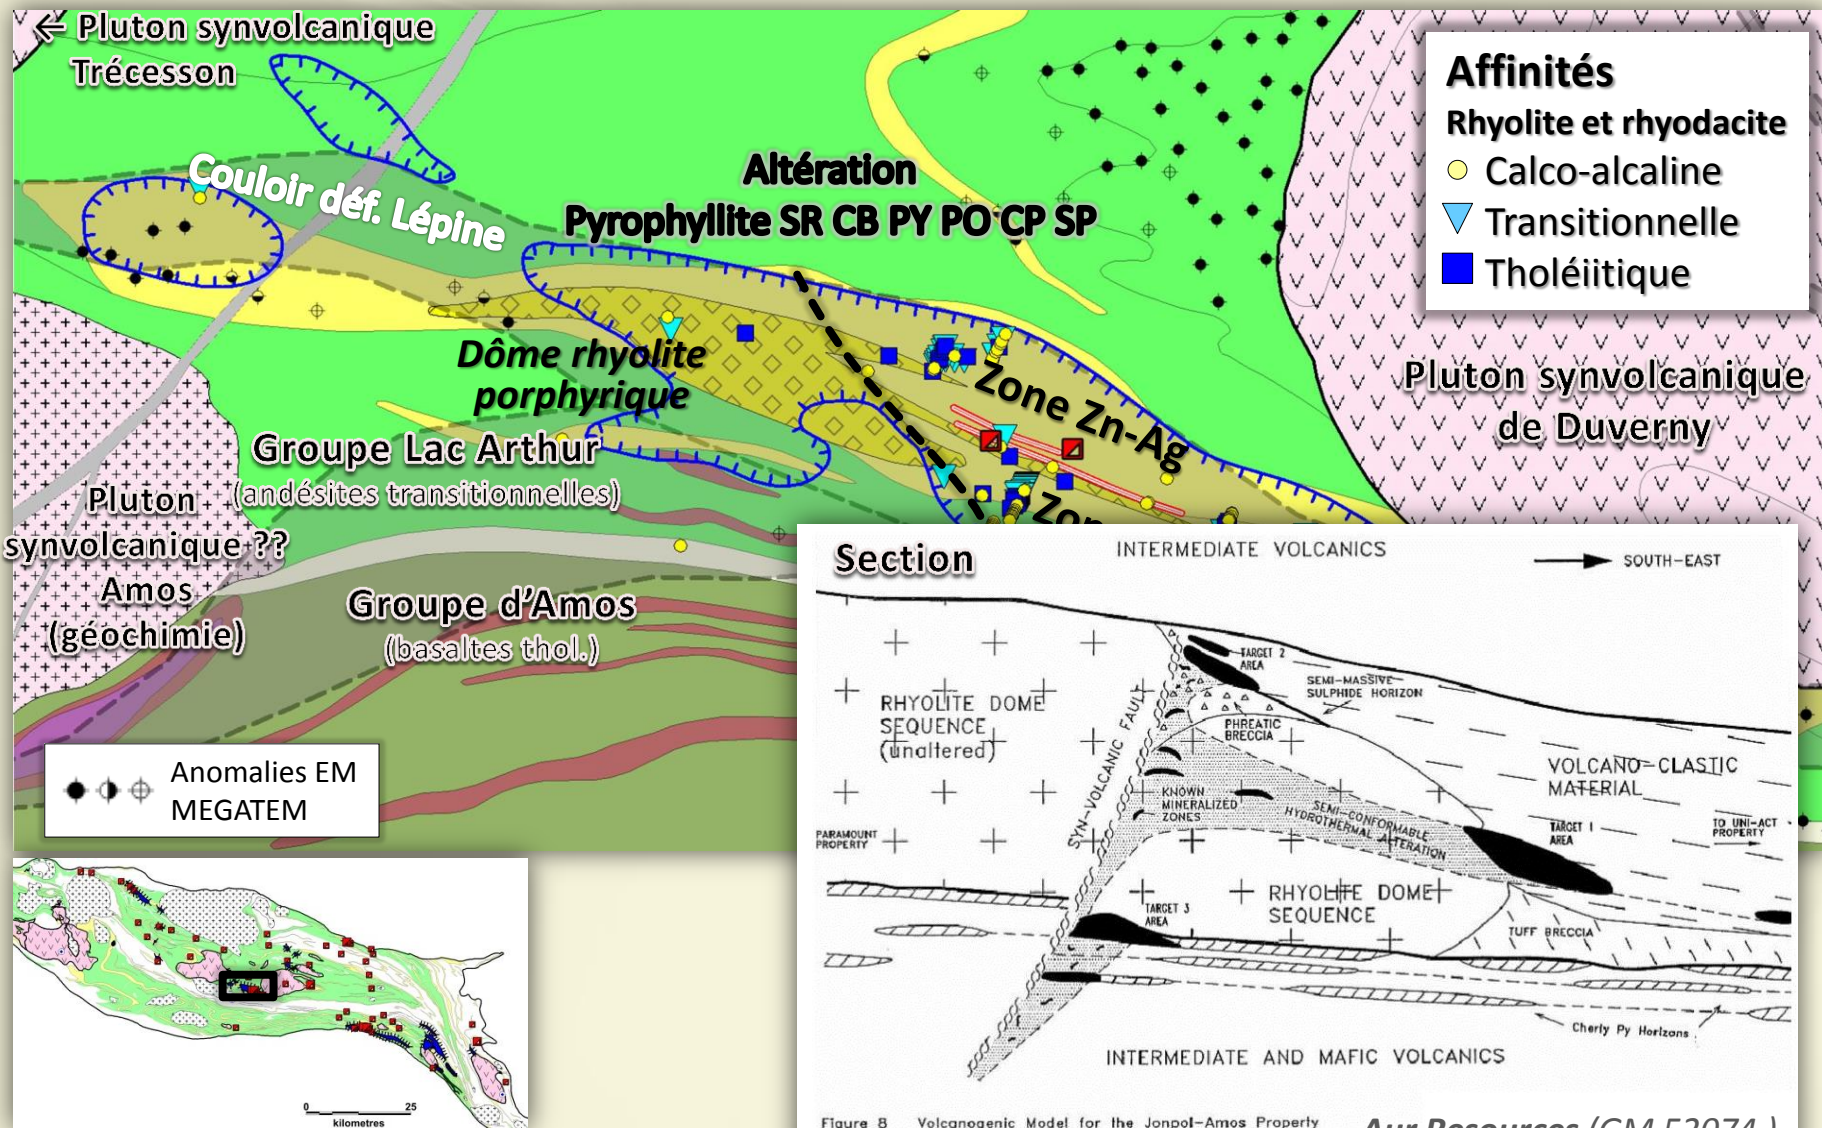 ← Pluton synvolcanique
Trécesson
Affinités
Rhyolite et rhyodacite
Calco-alcaline
Transitionnelle
Tholéiitique
Altération
Pyrophyllite SR CB PY PO CP SP
Couloir déf. Lépine
Dôme rhyolite
porphyrique
Zone Zn-Ag
Pluton synvolcanique
de Duverny
Groupe Lac Arthur
(andésites transitionnelles)
Pluton
synvolcanique ??
Amos
(géochimie)
Groupe d'Amos
(basaltes thol.)
Anomalies EM
MEGATEM
0 25
kilometres
Section
INTERMEDIATE VOLCANICS
SOUTH-EAST
TARGET 2
AREA
SEMI-MASSIVE
SULPHIDE HORIZON
RHYOLITE DOME
SEQUENCE
(unaltered)
SYN-VOLCANIC FAULT
PHREATIC
BRECCIA
VOLCANO-CLASTIC
MATERIAL
KNOWN
MINERALIZED
ZONES
SEMI-CONFORMABLE
HYDROTHERMAL ALTERATION
PARAMOUNT
PROPERTY
TARGET 1
AREA
TO UNI-ACT
PROPERTY
RHYOLITE DOME
SEQUENCE
TARGET 3
AREA
TUFF BRECCIA
Cherty Py Horizons
INTERMEDIATE AND MAFIC VOLCANICS
Figure 8 Volcanogenic Model for the Jonpol-Amos Property
Aur Resources (GM 52974 )